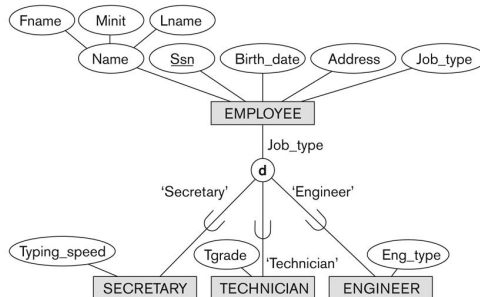 Fname
Minit
Lname
Name
Ssn
Birth_date
Address
Job_type
EMPLOYEE
Job_type
d
‘Secretary’
‘Engineer’
Typing_speed
Tgrade
‘Technician’
Eng_type
SECRETARY
TECHNICIAN
ENGINEER